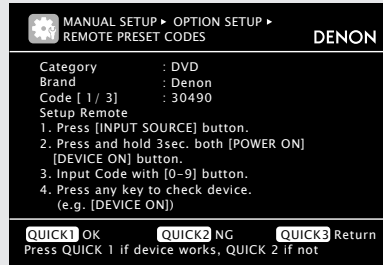 MANUAL SETUP ▸ OPTION SETUP ▸
REMOTE PRESET CODES
DENON
Category : DVD
Brand : Denon
Code [ 1/ 3] : 30490
Setup Remote
1. Press [INPUT SOURCE] button.
2. Press and hold 3sec. both [POWER ON]
[DEVICE ON] button.
3. Input Code with [0–9] button.
4. Press any key to check device.
(e.g. [DEVICE ON])
QUICK1 OK QUICK2 NG QUICK3 Return
Press QUICK 1 if device works, QUICK 2 if not